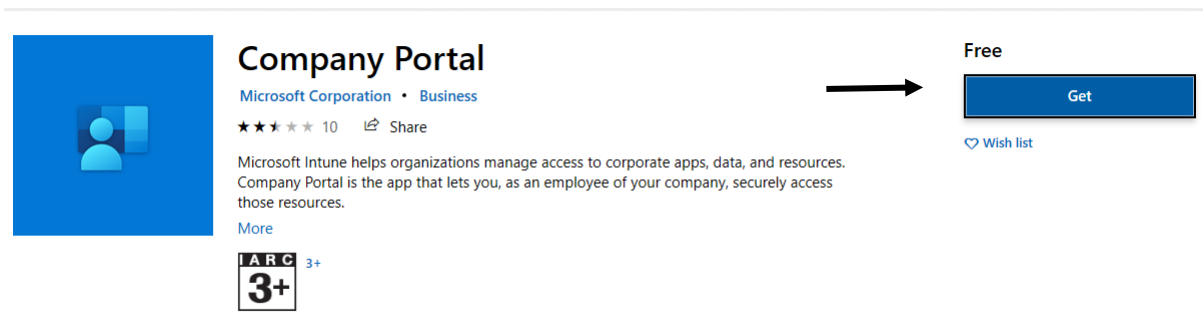 Company Portal
Microsoft Corporation • Business
10 Share
Microsoft Intune helps organizations manage access to corporate apps, data, and resources.
Company Portal is the app that lets you, as an employee of your company, securely access
those resources.
More
IARC
3+
3+
Free
Get
Wish list